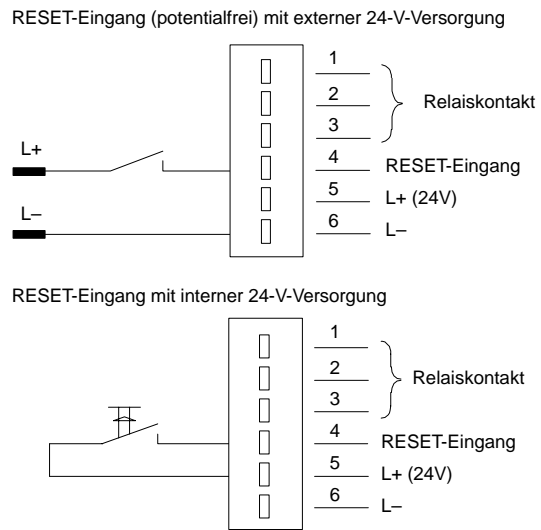 RESET-Eingang (potentialfrei) mit externer 24-V-Versorgung
1
2
Relaiskontakt
3
L+
4
RESET-Eingang
5
L+ (24V)
L–
6
L–
RESET-Eingang mit interner 24-V-Versorgung
1
2
Relaiskontakt
3
4
RESET-Eingang
5
L+ (24V)
6
L–